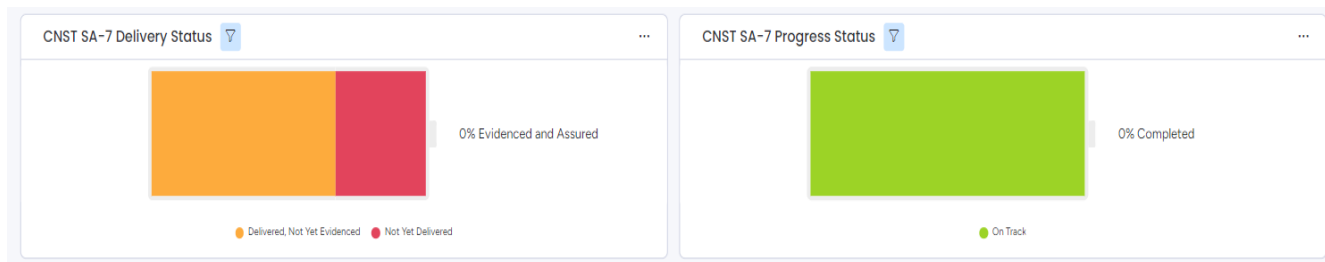 CNST SA-7 Delivery Status
0% Evidenced and Assured
Delivered, Not Yet Evidenced
Not Yet Delivered
CNST SA-7 Progress Status
0% Completed
On Track